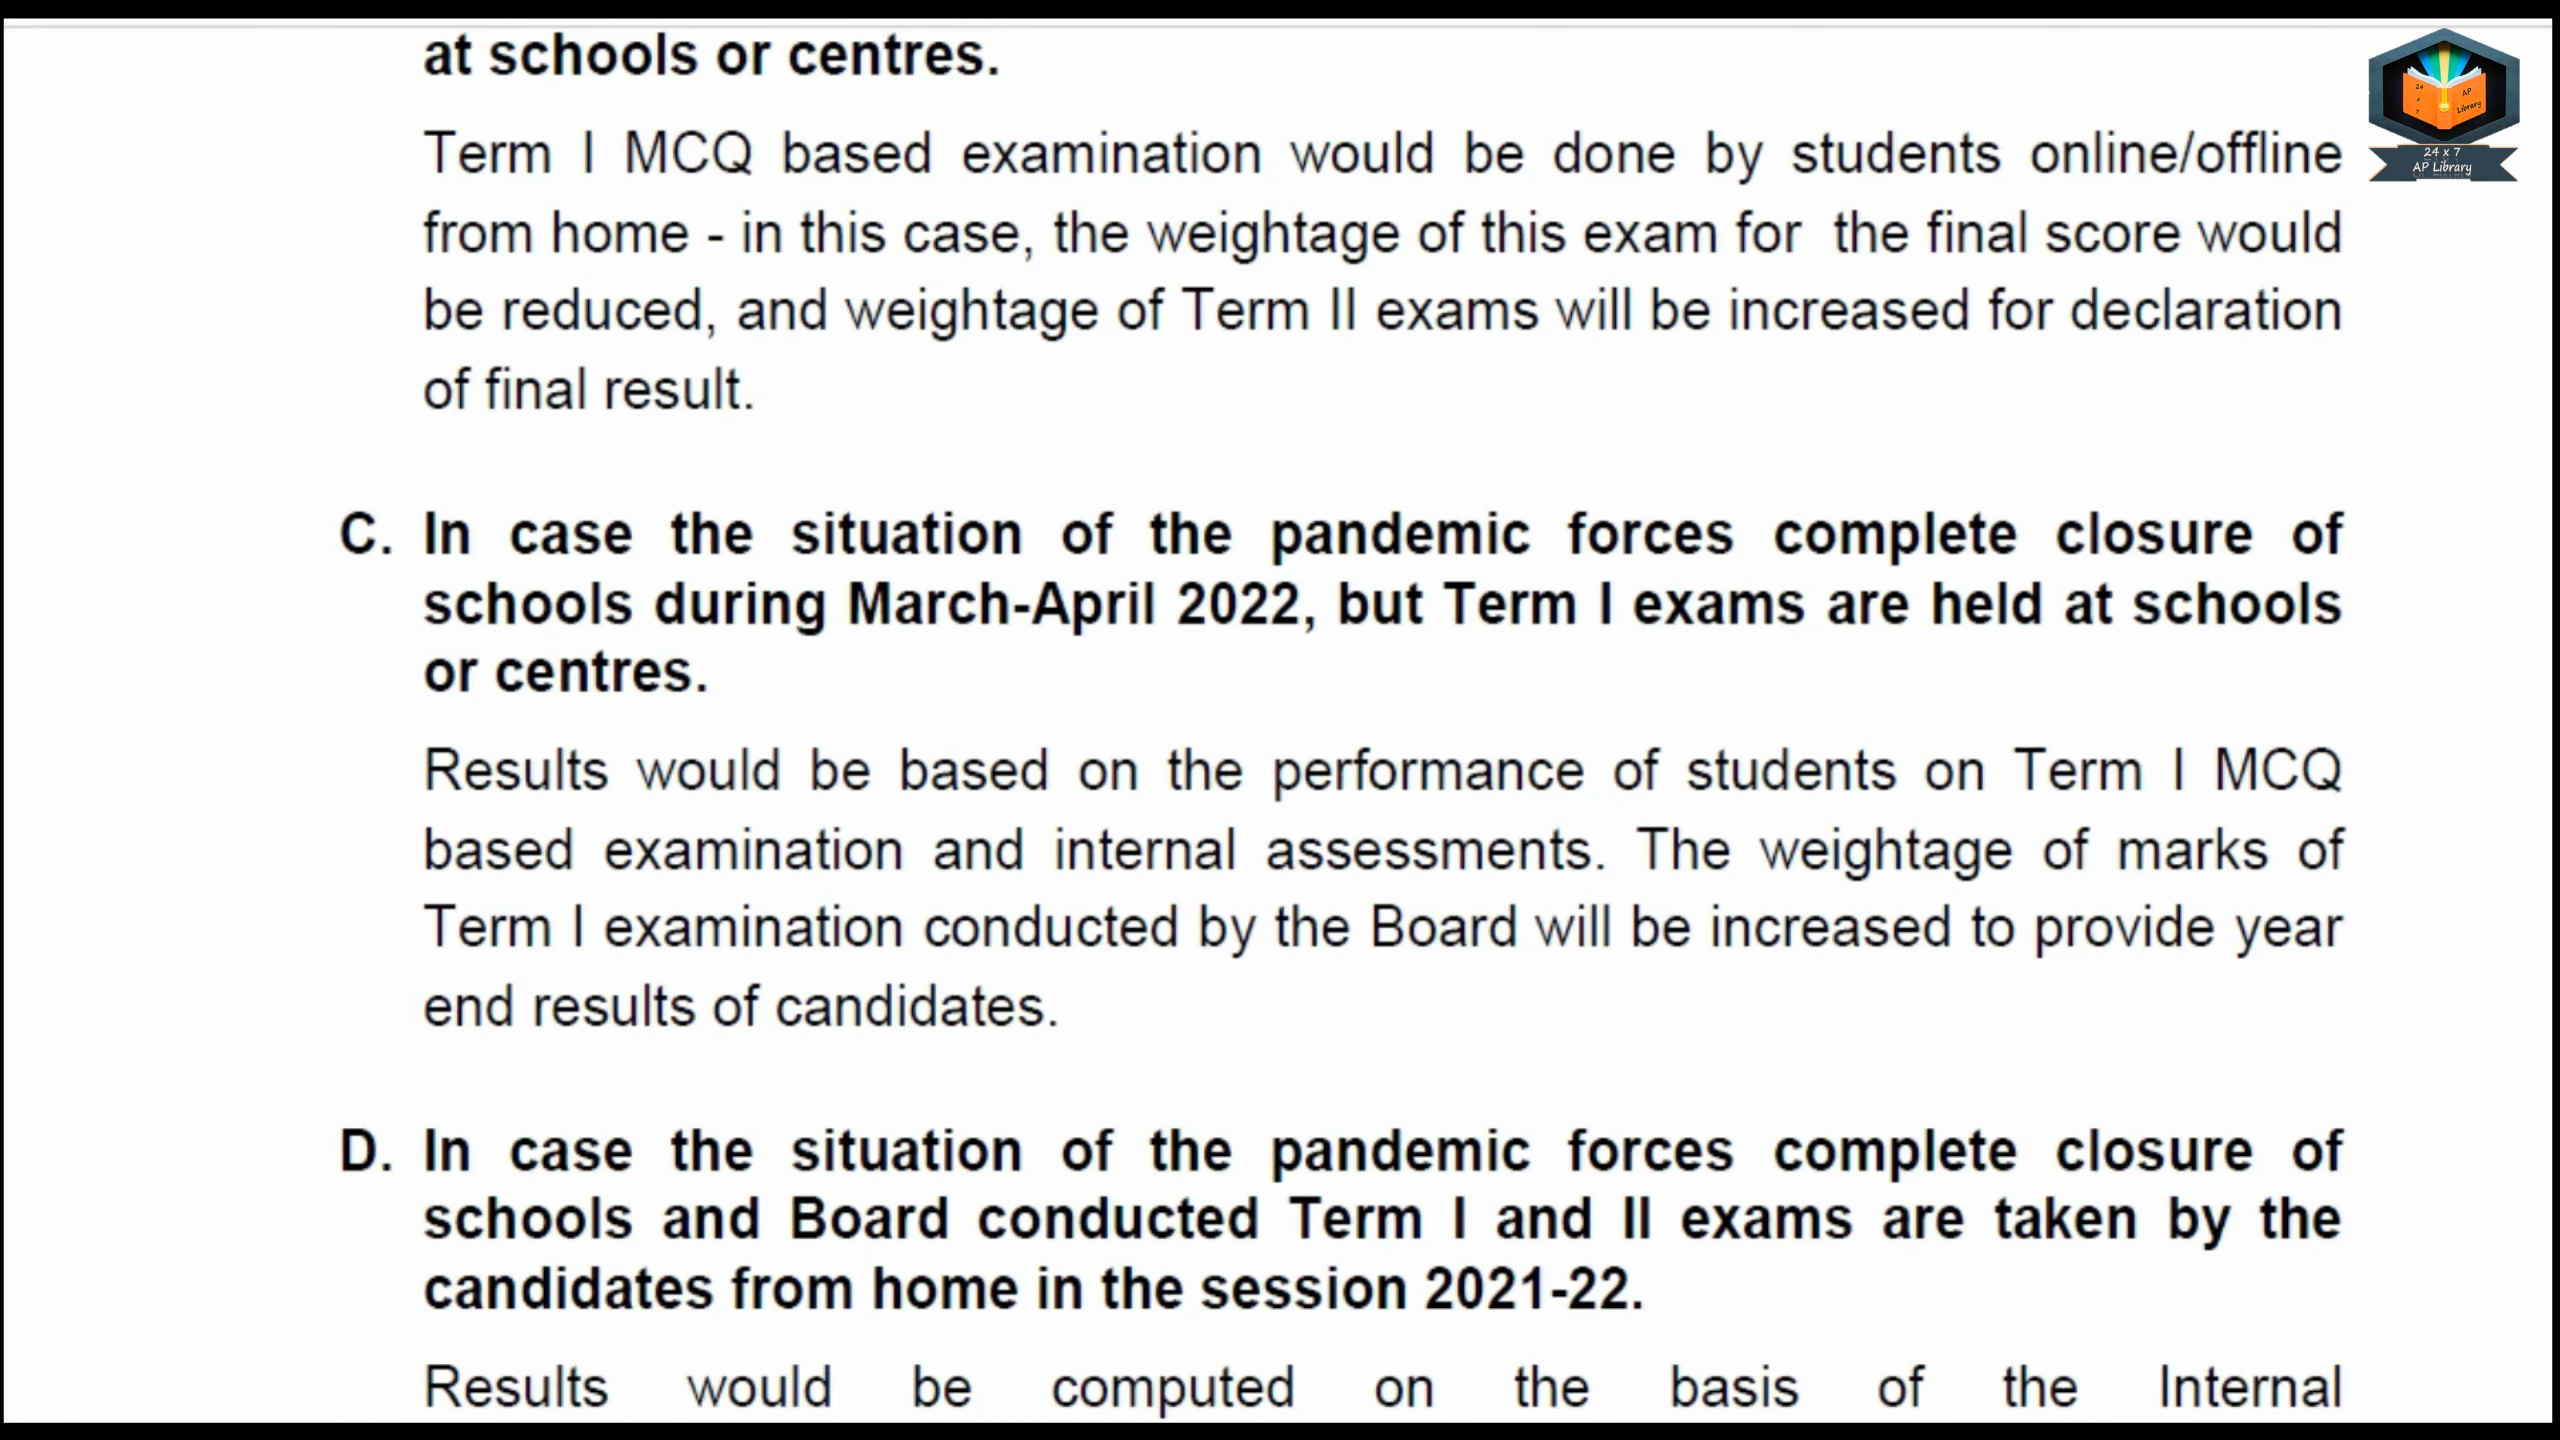 at schools or centres.
Term I MCQ based examination would be done by students online/offline
from home - in this case, the weightage of this exam for the final score would
be reduced, and weightage of Term II exams will be increased for declaration
of final result.
C. In case the situation of the pandemic forces complete closure of
schools during March-April 2022, but Term I exams are held at schools
or centres.
Results would be based on the performance of students on Term I MCQ
based examination and internal assessments. The weightage of marks of
Term I examination conducted by the Board will be increased to provide year
end results of candidates.
D. In case the situation of the pandemic forces complete closure of
schools and Board conducted Term I and II exams are taken by the
candidates from home in the session 2021-22.
Results would be computed on the basis of the Internal
24
x
7
AP
Library
24 x 7
AP Library